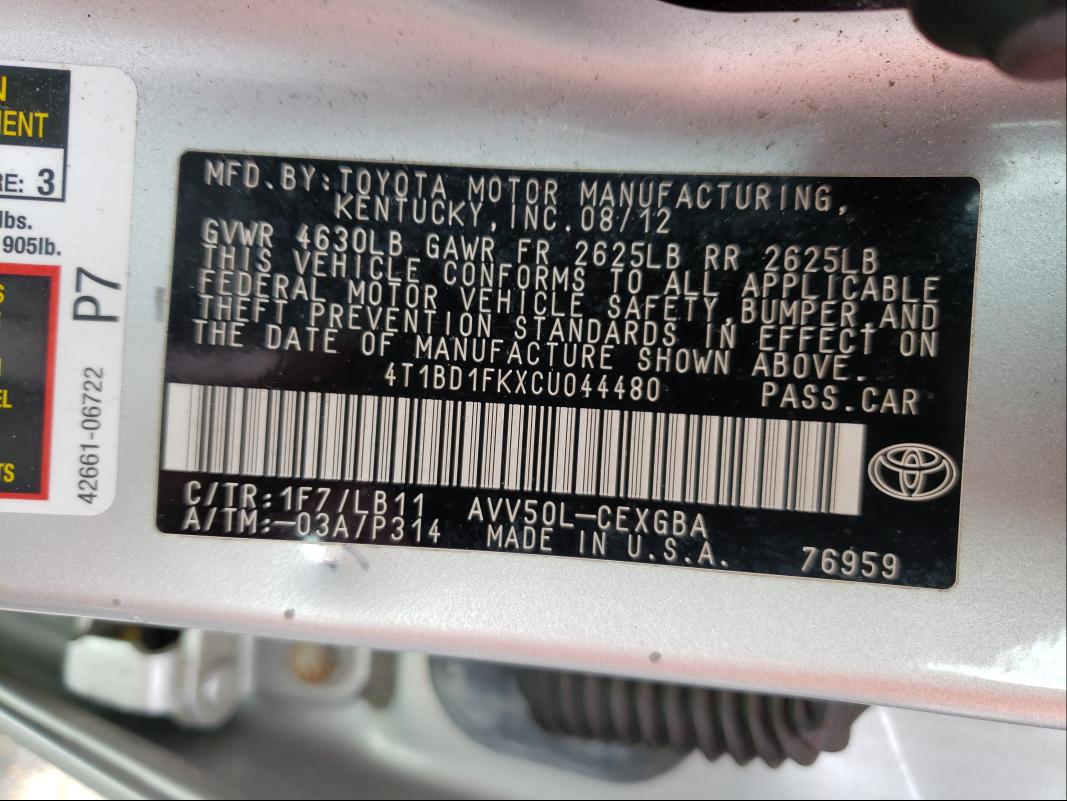 N
MENT
RE: 3
lbs.
905lb.
S
N
EL
TS
P7
42661-06722
MFD.BY:TOYOTA MOTOR MANUFACTURING,
KENTUCKY,INC.08/12
GVWR 4630LB GAWR FR 2625LB RR 2625LB
THIS VEHICLE CONFORMS TO ALL APPLICABLE
FEDERAL MOTOR VEHICLE SAFETY,BUMPER,AND
THEFT PREVENTION STANDARDS IN EFFECT ON
THE DATE OF MANUFACTURE SHOWN ABOVE.
4T1BD1FKXCU044480
PASS.CAR
C/TR:1F7/LB11 AVV50L-CEXGBA
A/TM:-03A/P314 MADE IN U.S.A.
76959